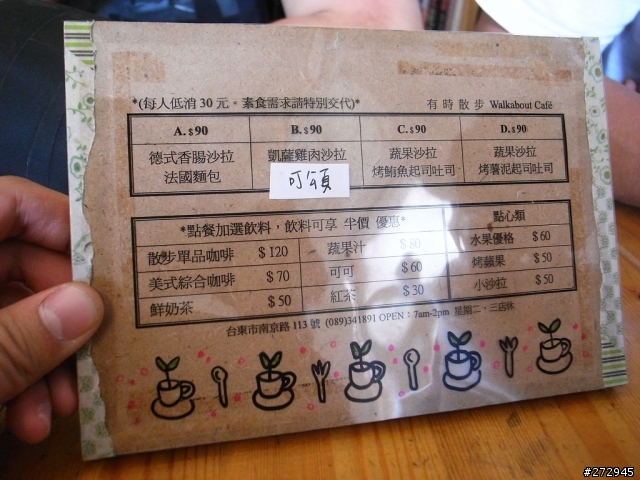 *(每人低消 30 元。素食需求請特別交代)*
有時散步 Walkabout Café
A. $90 B. $90 C. $90 D. $90
德式香腸沙拉 凱薩雞肉沙拉 蔬果沙拉 蔬果沙拉
法國麵包 叮頌 烤鮪魚起司吐司 烤薯泥起司吐司
*點餐加選飲料，飲料可享 半價 優惠* 點心類
散步單品咖啡 $120 蔬果汁 $80 水果優格 $60
美式綜合咖啡 $70 可可 $60 烤蘋果 $50
鮮奶茶 $50 紅茶 $30 小沙拉 $50
台東市南京路 113 號 (089)341891 OPEN：7am-2pm 星期二．三店休
#272945